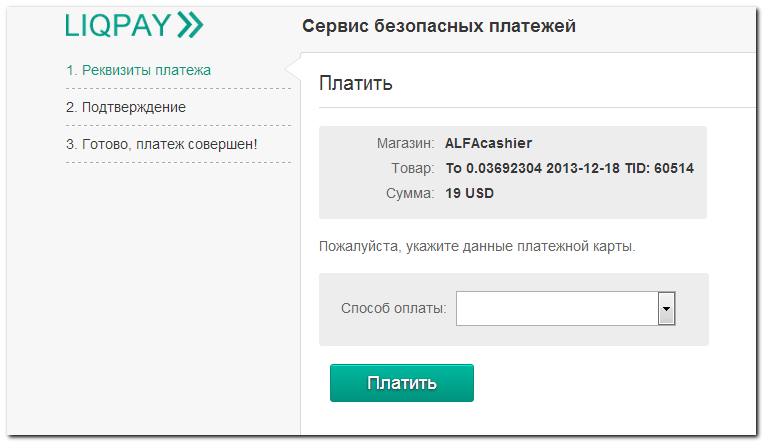 LIQPAY
Сервис безопасных платежей
1. Реквизиты платежа
2. Подтверждение
3. Готово, платеж совершен!
Платить
Магазин: ALFAcashier
Товар: To 0.03692304 2013-12-18 TID: 60514
Сумма: 19 USD
Пожалуйста, укажите данные платежной карты.
Способ оплаты:
Платить